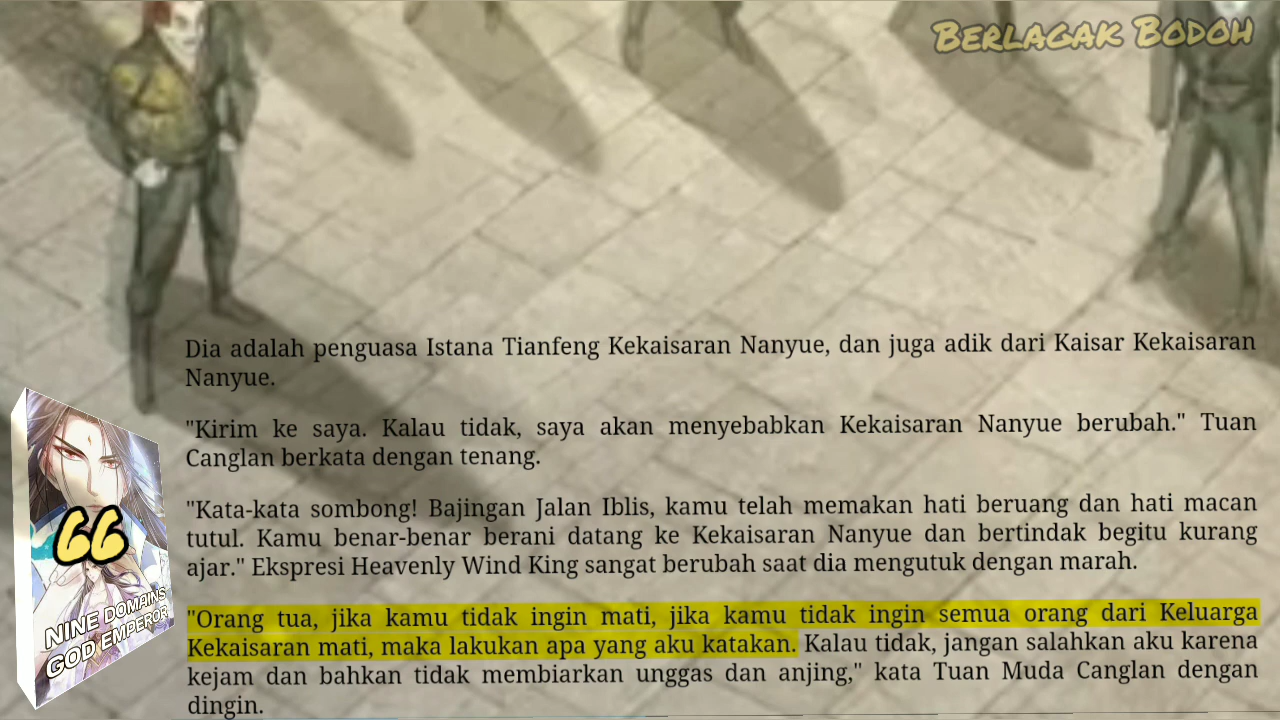 Berlagak Bodoh
Dia adalah penguasa Istana Tianfeng Kekaisaran Nanyue, dan juga adik dari Kaisar Kekaisaran
Nanyue.
"Kirim ke saya. Kalau tidak, saya akan menyebabkan Kekaisaran Nanyue berubah." Tuan
Canglan berkata dengan tenang.
"Kata-kata sombong! Bajingan Jalan Iblis, kamu telah memakan hati beruang dan hati macan
tutul. Kamu benar-benar berani datang ke Kekaisaran Nanyue dan bertindak begitu kurang
ajar." Ekspresi Heavenly Wind King sangat berubah saat dia mengutuk dengan marah.
"Orang tua, jika kamu tidak ingin mati, jika kamu tidak ingin semua orang dari Keluarga
Kekaisaran mati, maka lakukan apa yang aku katakan. Kalau tidak, jangan salahkan aku karena
kejam dan bahkan tidak membiarkan unggas dan anjing," kata Tuan Muda Canglan dengan
dingin.
66
NINE DOMAINS
GOD EMPEROR